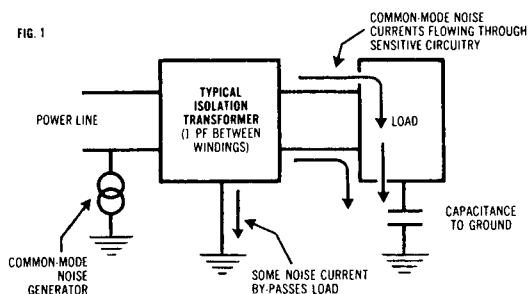 FIG. 1
COMMON-MODE NOISE
CURRENTS FLOWING THROUGH
SENSITIVE CIRCUITRY
POWER LINE
TYPICAL
ISOLATION
TRANSFORMER
(1 PF BETWEEN
WINDINGS)
LOAD
CAPACITANCE
TO GROUND
COMMON-MODE
NOISE
GENERATOR
SOME NOISE CURRENT
BY-PASSES LOAD